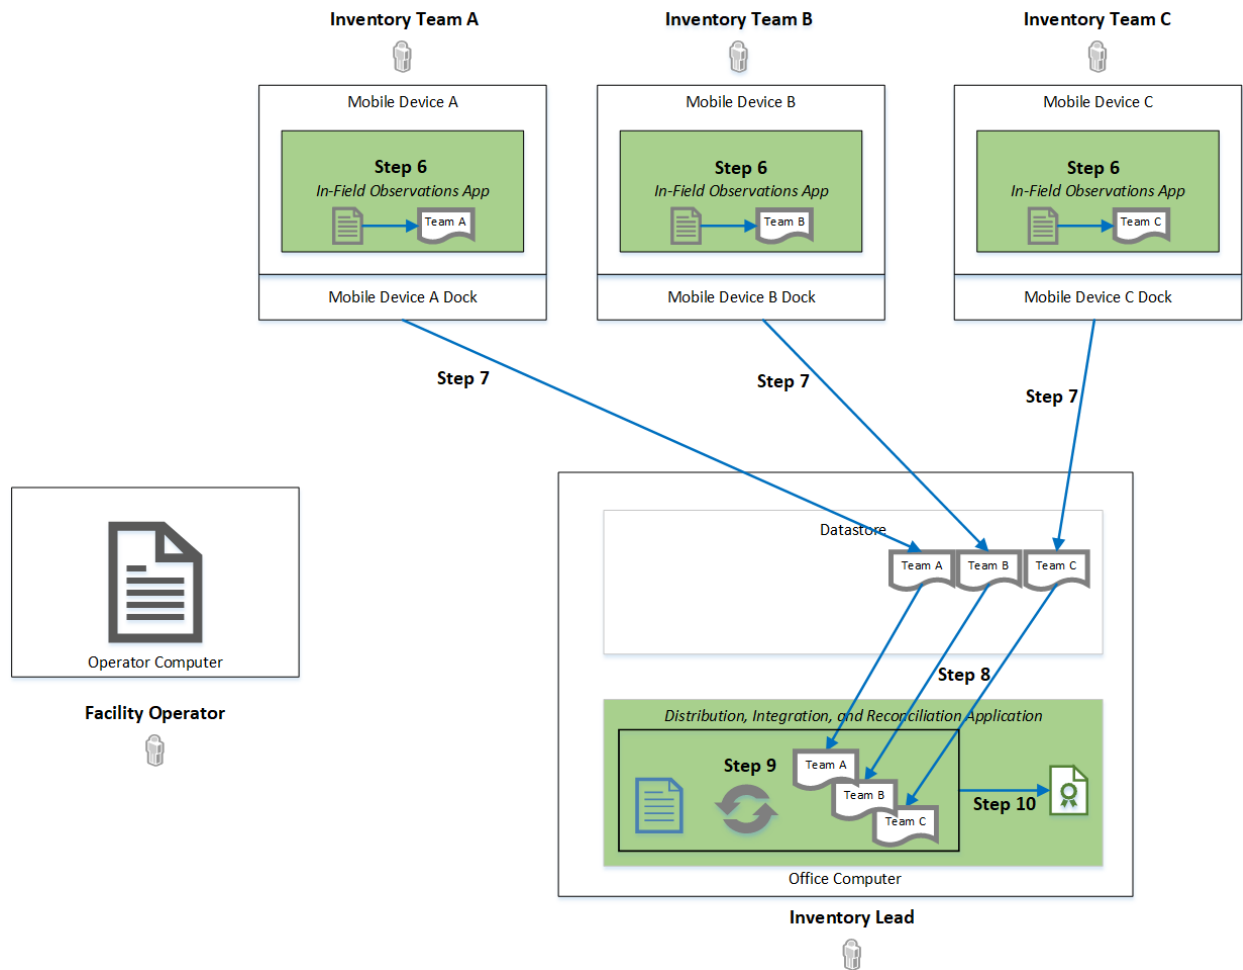 Inventory Team A
Inventory Team B
Inventory Team C
Mobile Device A
Mobile Device B
Mobile Device C
Step 6
In-Field Observations App
Team A
Step 6
In-Field Observations App
Team B
Step 6
In-Field Observations App
Team C
Mobile Device A Dock
Mobile Device B Dock
Mobile Device C Dock
Step 7
Step 7
Step 7
Datastore
Team A
Team B
Team C
Operator Computer
Facility Operator
Step 8
Distribution, Integration, and Reconciliation Application
Step 9
Team A
Team B
Team C
Step 10
Office Computer
Inventory Lead